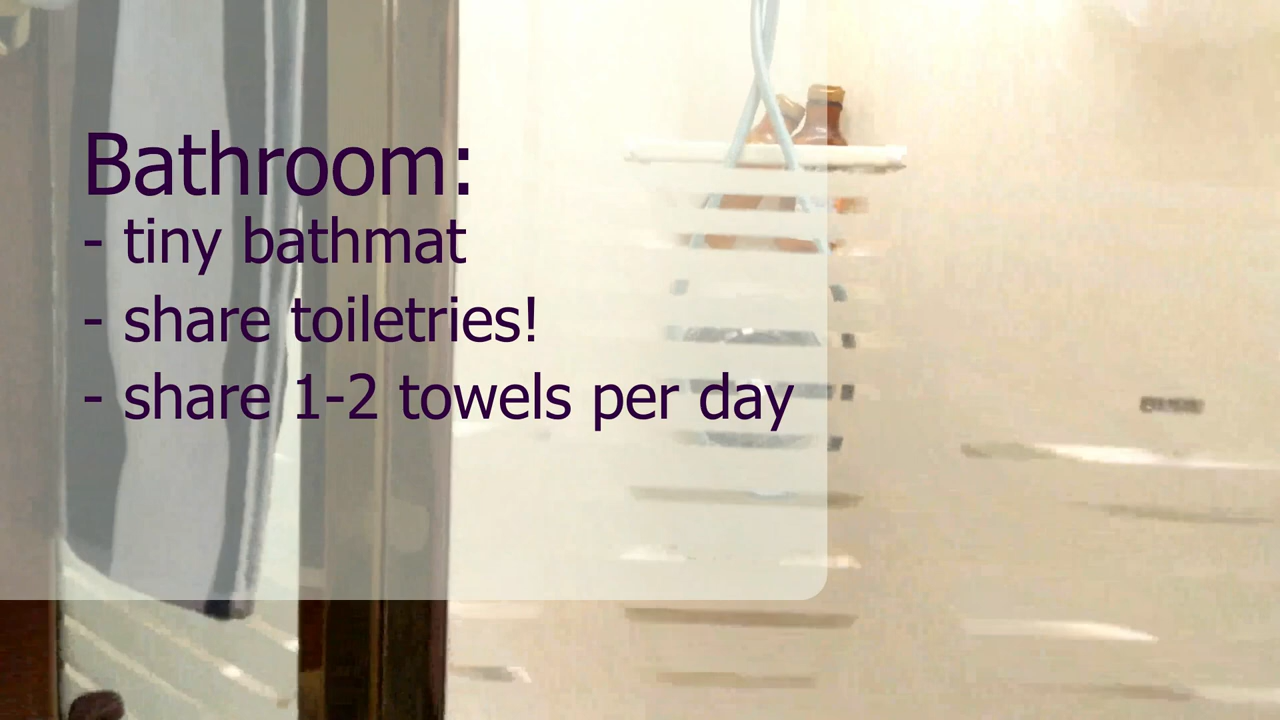 Bathroom:
- tiny bathmat
- share toiletries!
- share 1-2 towels per day